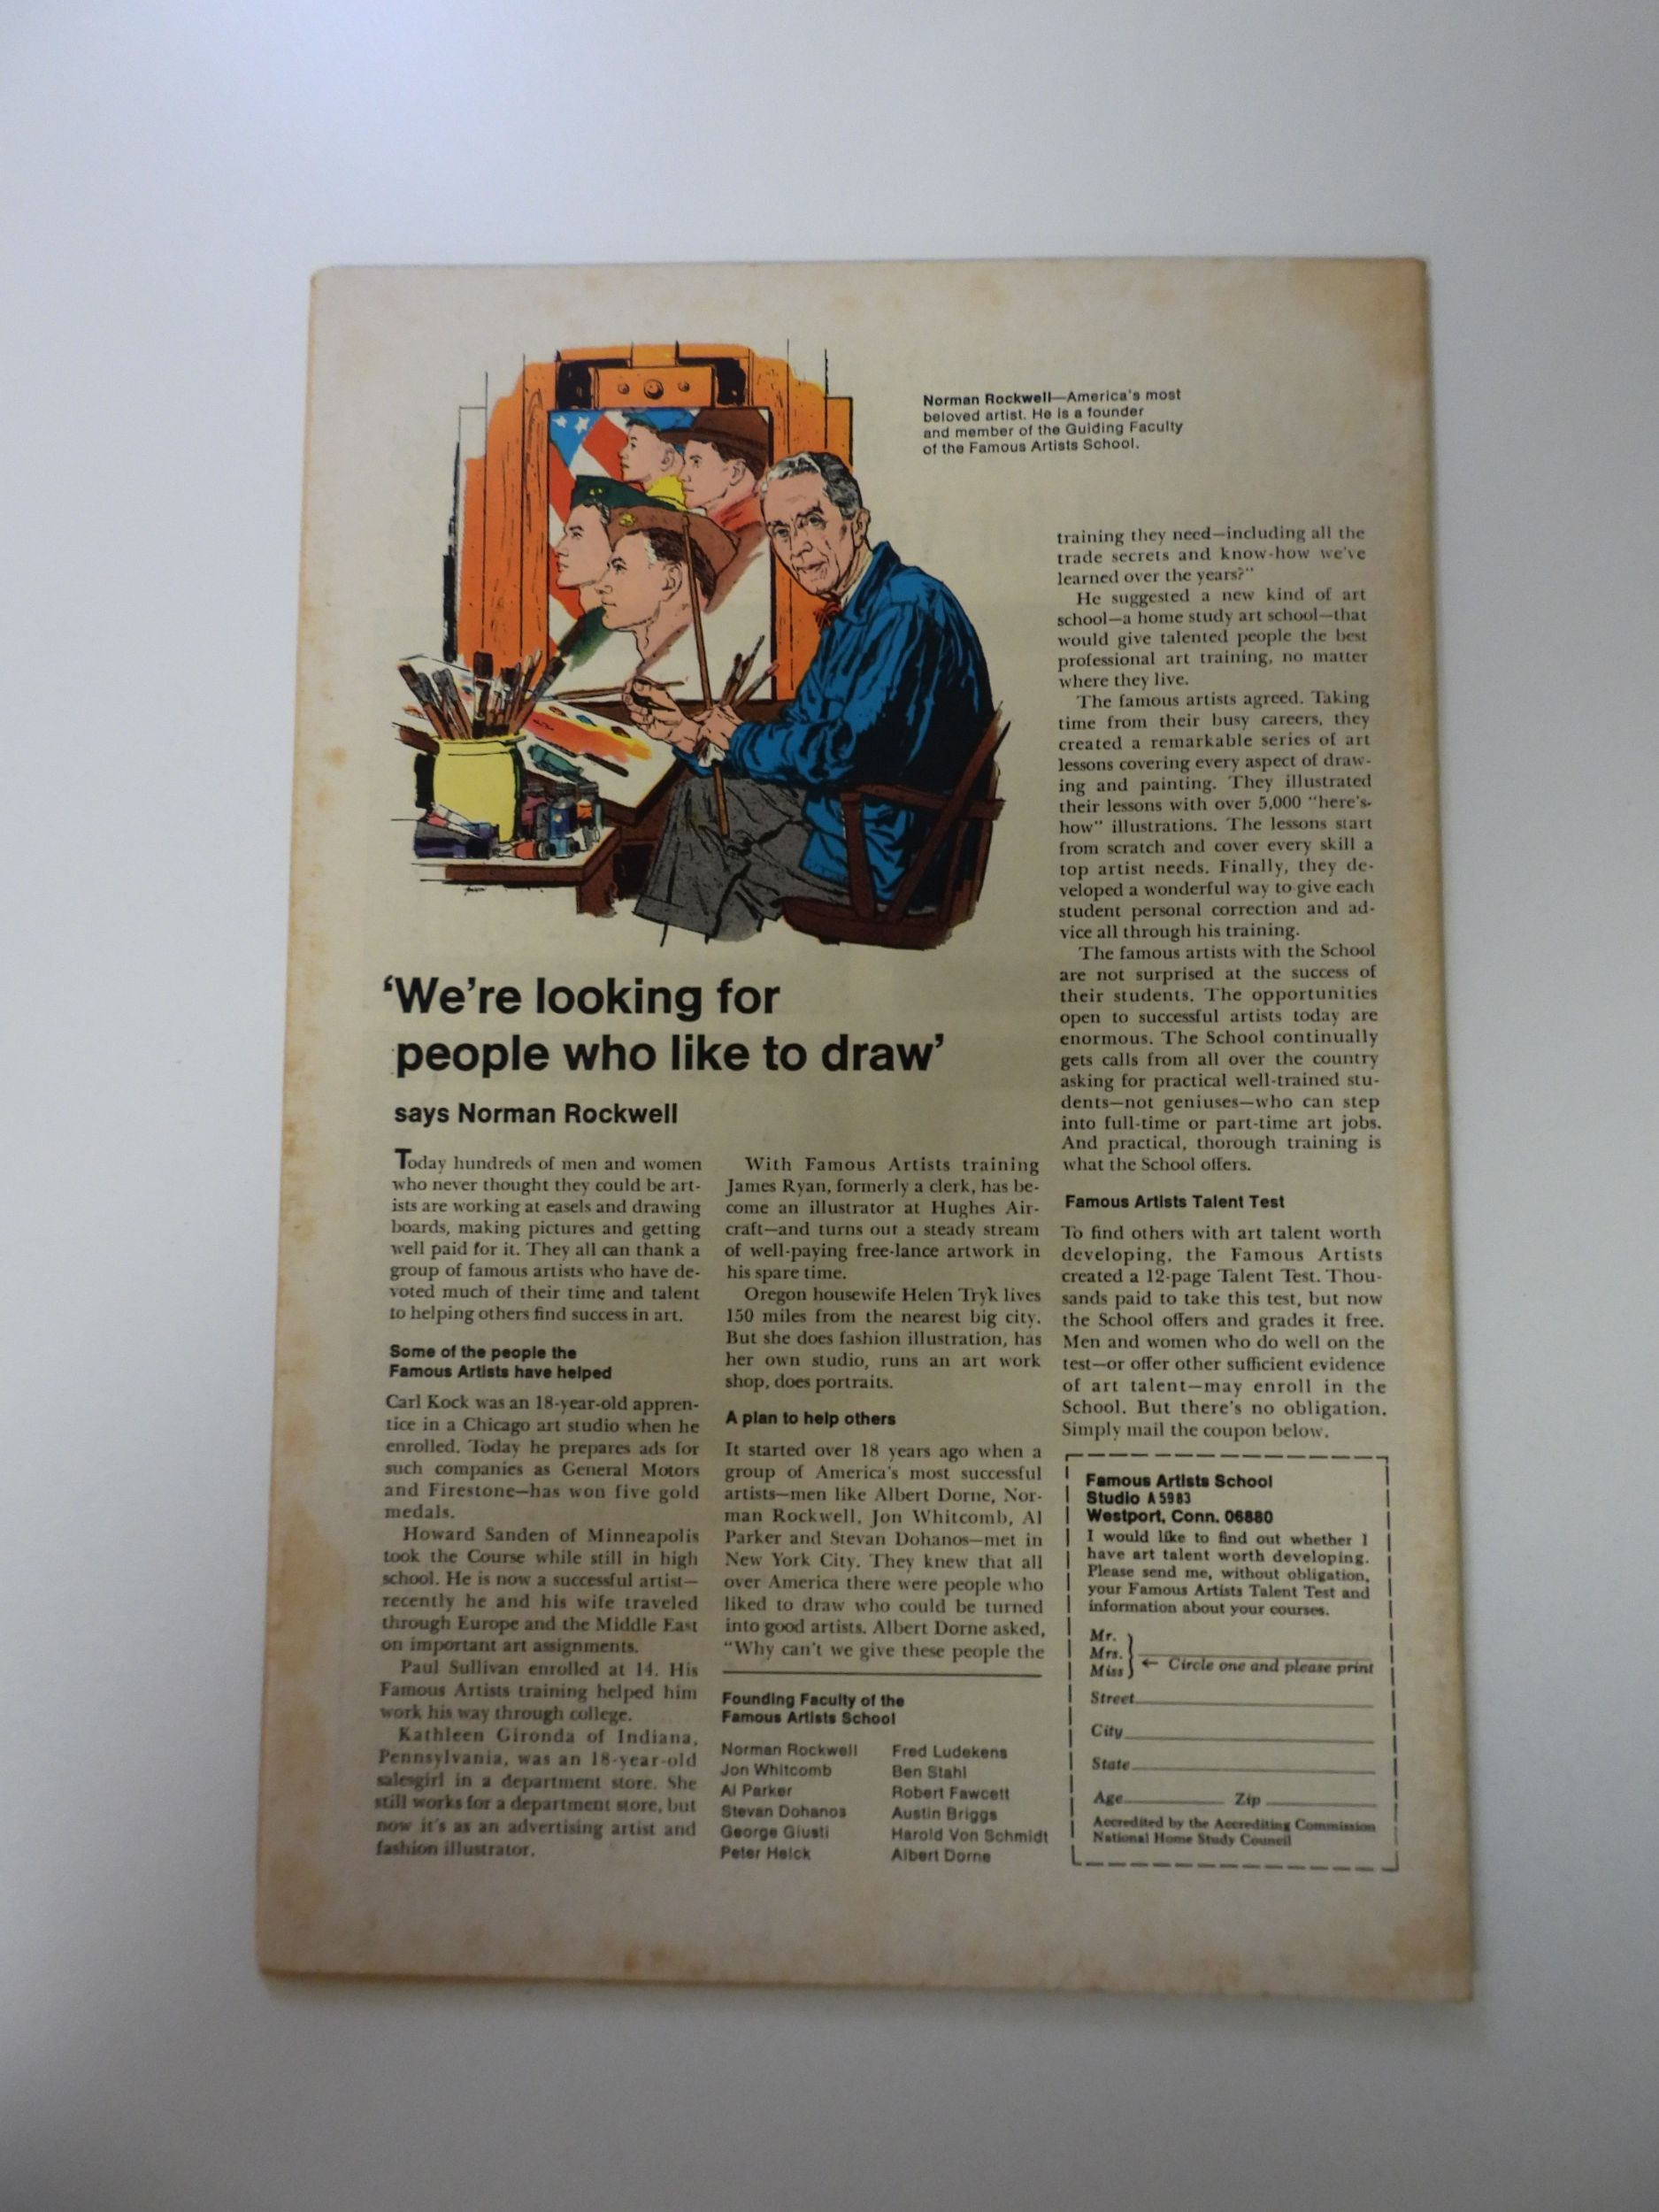 Norman Rockwell—America's most
beloved artist. He is a founder
and member of the Guiding Faculty
of the Famous Artists School.
'We're looking for
people who like to draw'
says Norman Rockwell
Today hundreds of men and women
who never thought they could be art-
ists are working at easels and drawing
boards, making pictures and getting
well paid for it. They all can thank a
group of famous artists who have de-
voted much of their time and talent
to helping others find success in art.
Some of the people the
Famous Artists have helped
Carl Kock was an 18-year-old appren-
tice in a Chicago art studio when he
enrolled. Today he prepares ads for
such companies as General Motors
and Firestone—has won five gold
medals.
Howard Sanden of Minneapolis
took the Course while still in high
school. He is now a successful artist—
recently he and his wife traveled
through Europe and the Middle East
on important art assignments.
Paul Sullivan enrolled at 14. His
Famous Artists training helped him
work his way through college.
Kathleen Gironda of Indiana,
Pennsylvania, was an 18-year-old
salesgirl in a department store. She
still works for a department store, but
now it's as an advertising artist and
fashion illustrator.
With Famous Artists training
James Ryan, formerly a clerk, has be-
come an illustrator at Hughes Air-
craft—and turns out a steady stream
of well-paying free-lance artwork in
his spare time.
Oregon housewife Helen Tryk lives
150 miles from the nearest big city.
But she does fashion illustration, has
her own studio, runs an art work
shop, does portraits.
A plan to help others
It started over 18 years ago when a
group of America's most successful
artists—men like Albert Dorne, Nor-
man Rockwell, Jon Whitcomb, Al
Parker and Stevan Dohanos—met in
New York City. They knew that all
over America there were people who
liked to draw who could be turned
into good artists. Albert Dorne asked,
"Why can't we give these people the
training they need—including all the
trade secrets and know-how we've
learned over the years?"
He suggested a new kind of art
school—a home study art school—that
would give talented people the best
professional art training, no matter
where they live.
The famous artists agreed. Taking
time from their busy careers, they
created a remarkable series of art
lessons covering every aspect of draw-
ing and painting. They illustrated
their lessons with over 5,000 "here's-
how" illustrations. The lessons start
from scratch and cover every skill a
top artist needs. Finally, they de-
veloped a wonderful way to give each
student personal correction and ad-
vice all through his training.
The famous artists with the School
are not surprised at the success of
their students. The opportunities
open to successful artists today are
enormous. The School continually
gets calls from all over the country
asking for practical well-trained stu-
dents—not geniuses—who can step
into full-time or part-time art jobs.
And practical, thorough training is
what the School offers.
Famous Artists Talent Test
To find others with art talent worth
developing, the Famous Artists
created a 12-page Talent Test. Thou-
sands paid to take this test, but now
the School offers and grades it free.
Men and women who do well on the
test—or offer other sufficient evidence
of art talent—may enroll in the
School. But there's no obligation.
Simply mail the coupon below.
Founding Faculty of the
Famous Artists School
Norman Rockwell
Jon Whitcomb
Al Parker
Stevan Dohanos
George Giusti
Peter Helck
Fred Ludekens
Ben Stahl
Robert Fawcett
Austin Briggs
Harold Von Schmidt
Albert Dorne
Famous Artists School
Studio A5983
Westport, Conn. 06880
I would like to find out whether I
have art talent worth developing.
Please send me, without obligation,
your Famous Artists Talent Test and
information about your courses.
Mr.
Mrs.
Miss
← Circle one and please print
Street
City
State
Age Zip
Accredited by the Accrediting Commission
National Home Study Council